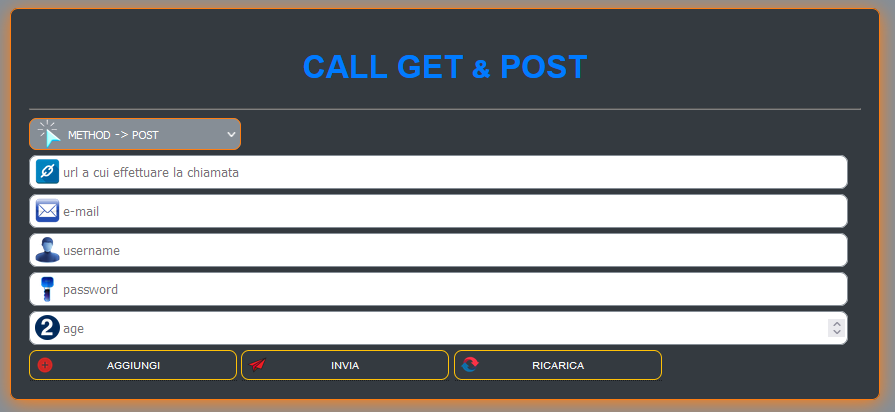 CALL GET & POST
METHOD -> POST
url a cui effettuare la chiamata
e-mail
username
password
2 age
AGGIUNGI INVIA RICARICA